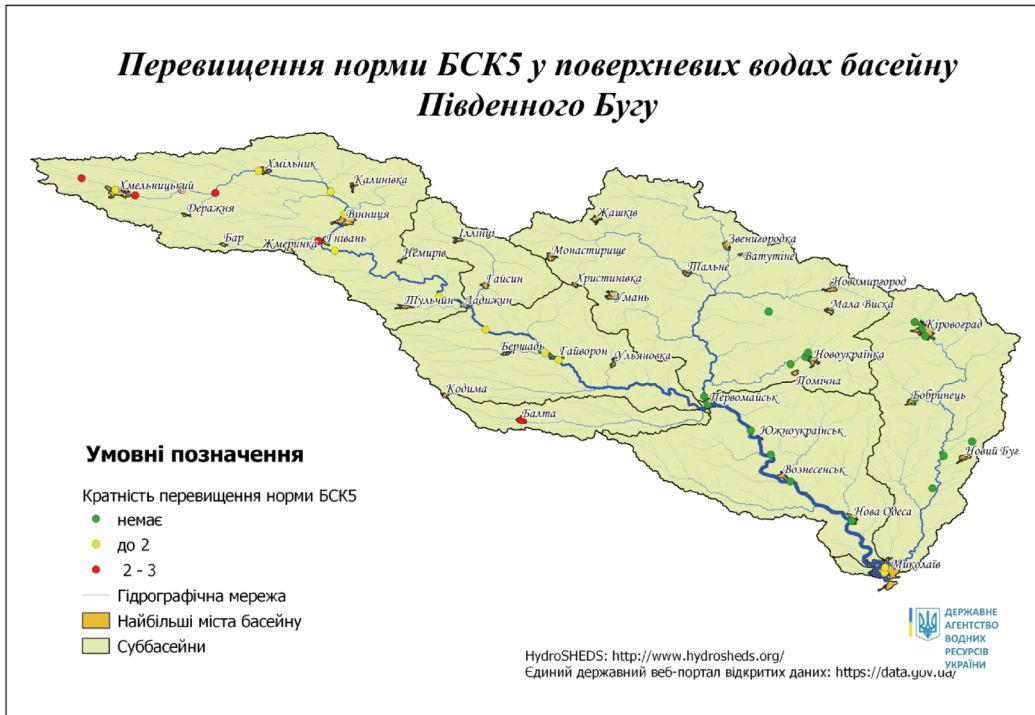 Перевищення норми БСК5 у поверхневих водах басейну
Південного Бугу
Хмільник
Хмельницький
Калинівка
Деражня
Вінниця
Бар
Жмеринка
Гнівань
Немирів
Іллінці
Жашків
Звенигородка
Ватутіне
Монастирище
Тальне
Христинівка
Гайсин
Умань
Новомиргород
Тульчин
Ладижин
Мала Виска
Кіровоград
Бершадь
Гайворон
Ульяновка
Новоукраїнка
Помічна
Кодима
Первомайськ
Бобринець
Балта
Южноукраїнськ
Новий Буг
Вознесенськ
Нова Одеса
Миколаїв
Умовні позначення
Кратність перевищення норми БСК5
немає
до 2
2 - 3
Гідрографічна мережа
Найбільші міста басейну
Суббасейни
ДЕРЖАВНЕ
АГЕНТСТВО
ВОДНИХ
РЕСУРСІВ
УКРАЇНИ
HydroSHEDS: http://www.hydrosheds.org/
Єдиний державний веб-портал відкритих даних: https://data.gov.ua/